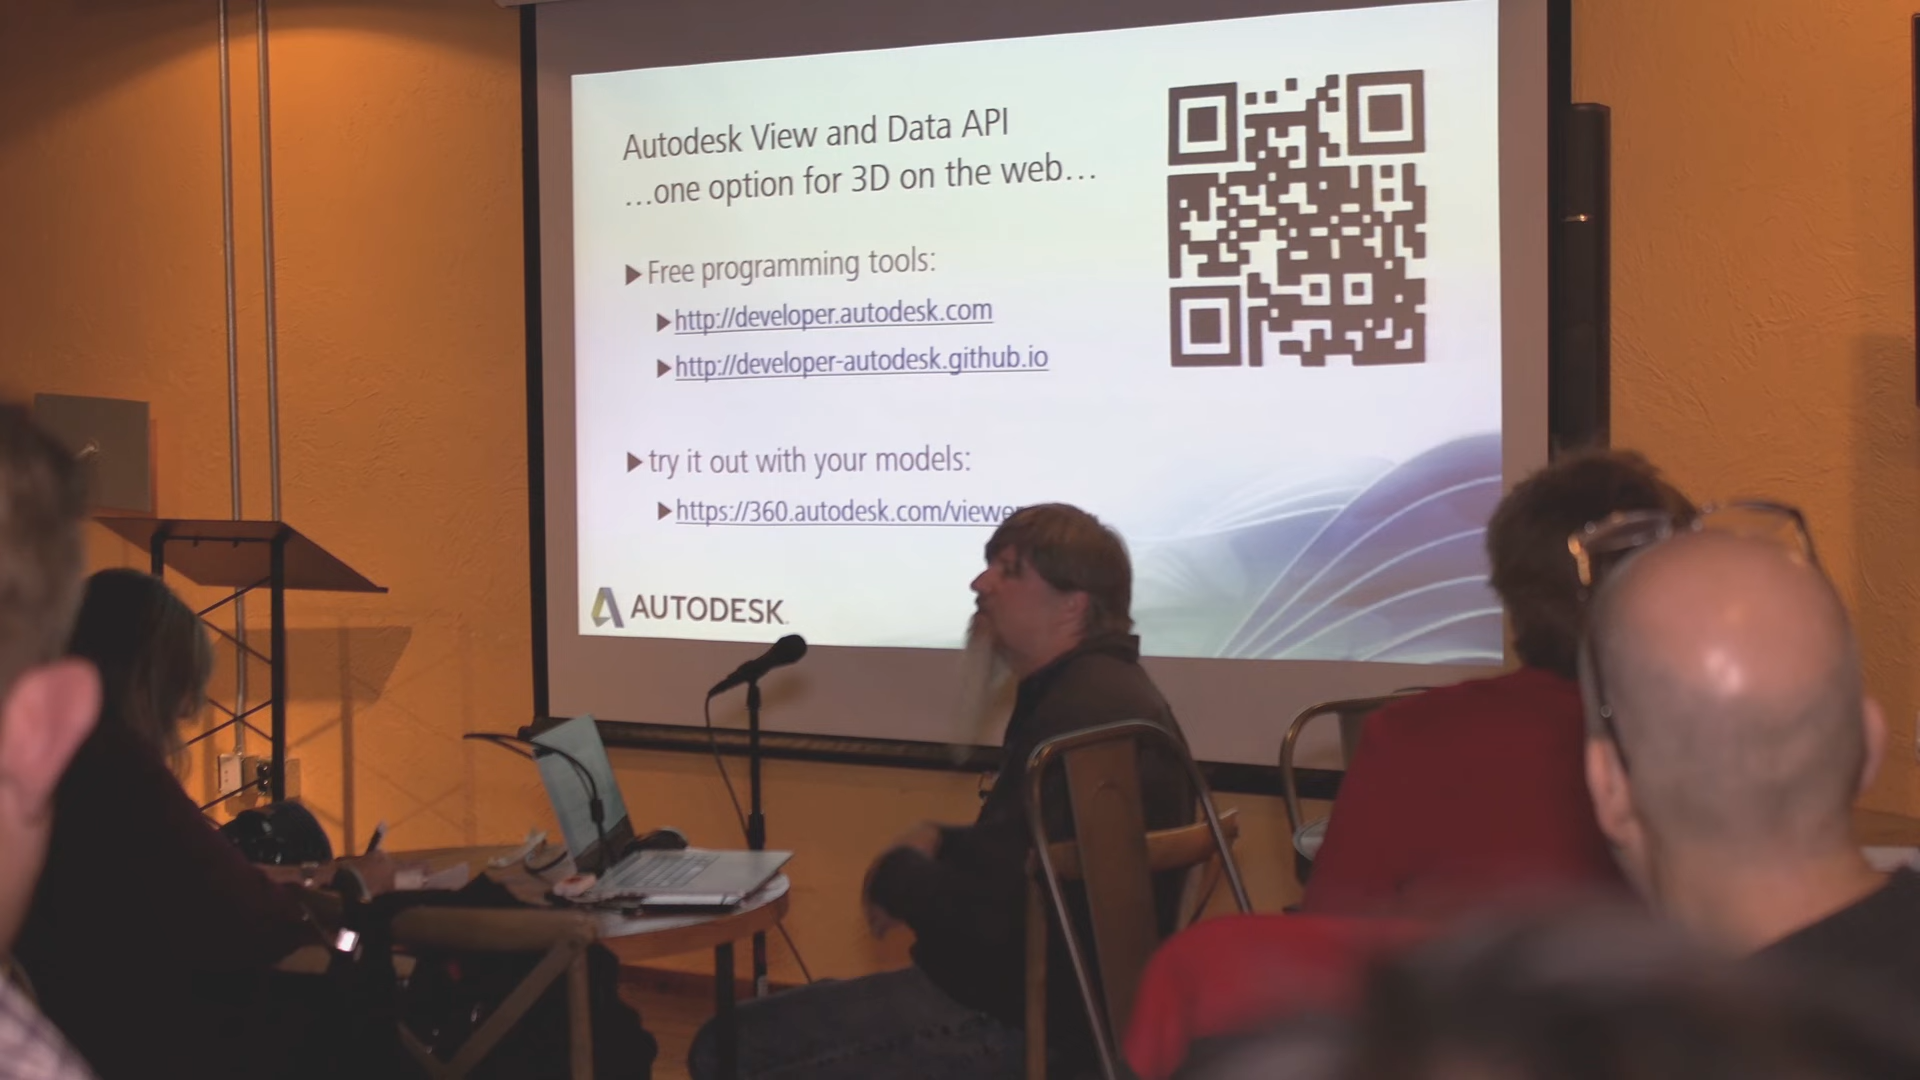 Autodesk View and Data API
...one option for 3D on the web...
Free programming tools:
http://developer.autodesk.com
http://developer-autodesk.github.io
try it out with your models:
https://360.autodesk.com/viewer
AUTODESK